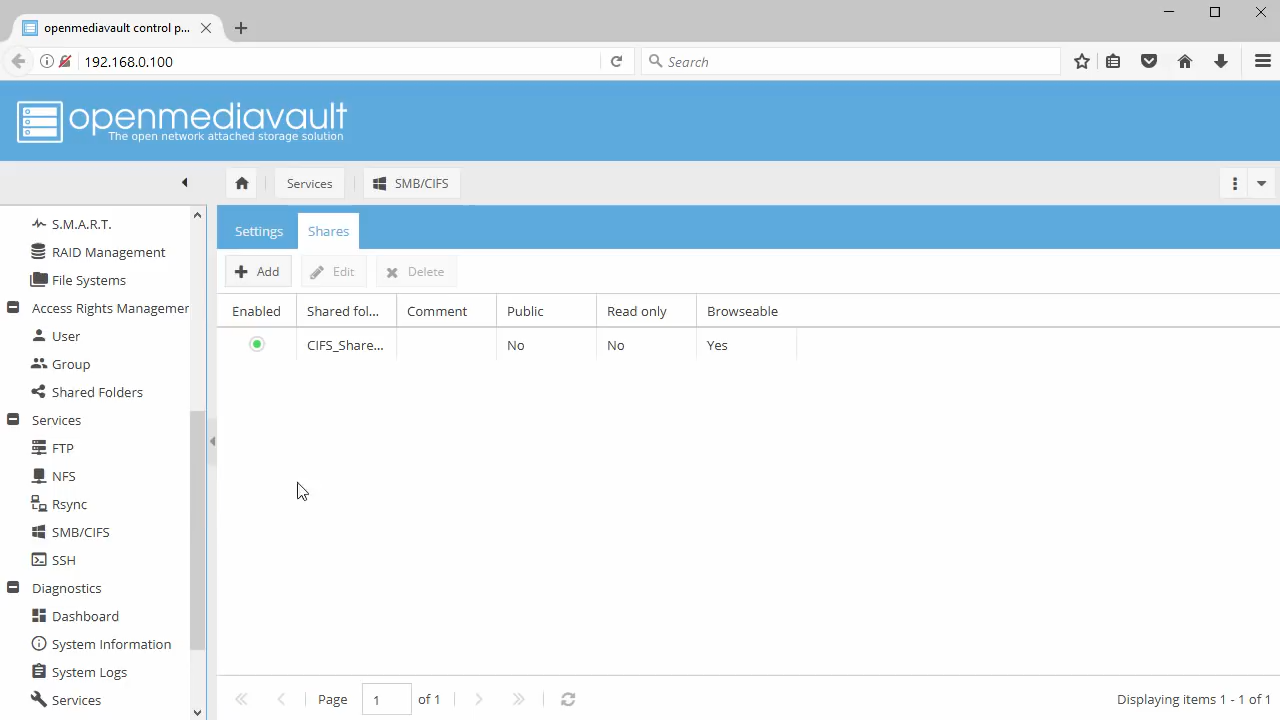 openmediavault control p...
192.168.0.100
Search
openmediavault
The open network attached storage solution
Services
SMB/CIFS
S.M.A.R.T.
RAID Management
File Systems
Access Rights Managemen
User
Group
Shared Folders
Services
FTP
NFS
Rsync
SMB/CIFS
SSH
Diagnostics
Dashboard
System Information
System Logs
Services
Settings
Shares
Add
Edit
Delete
Enabled
Shared fol...
Comment
Public
Read only
Browseable
CIFS_Share...
No
No
Yes
Page
1
of 1
Displaying items 1 - 1 of 1